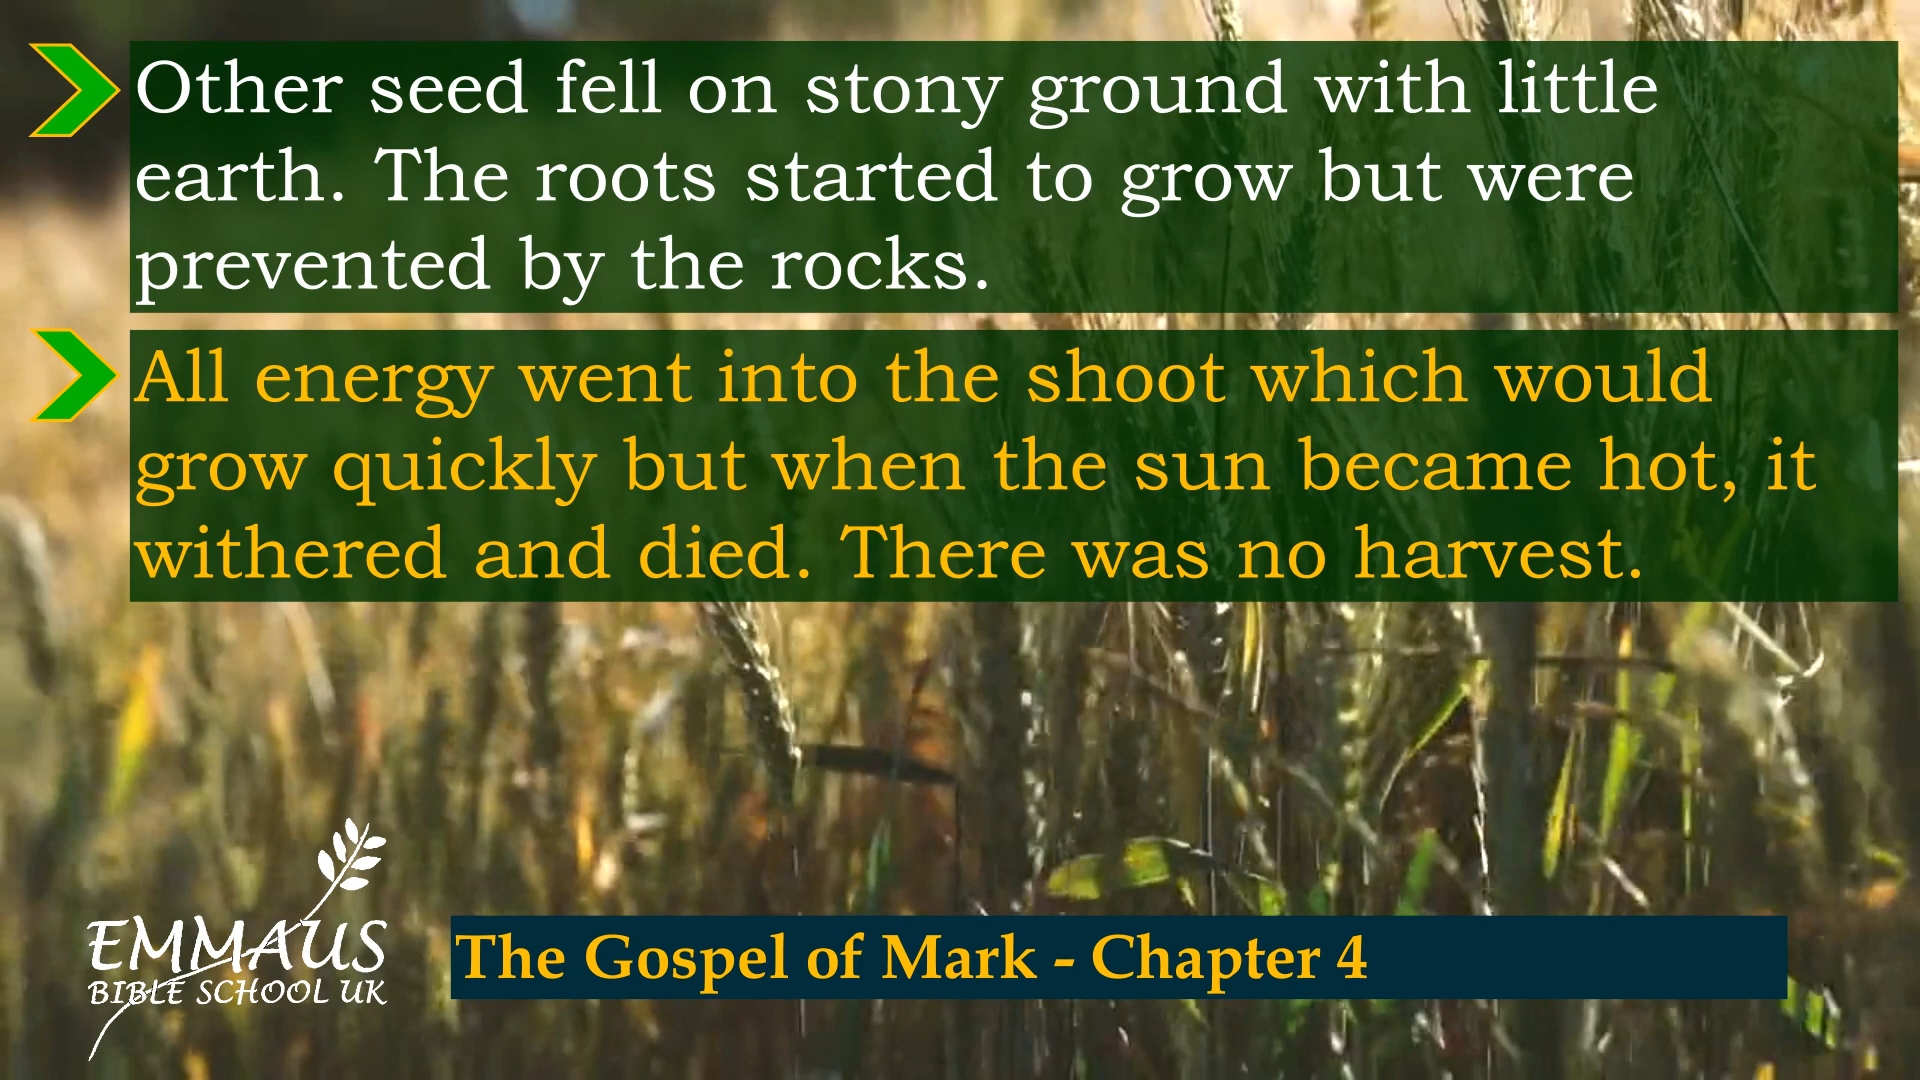 Other seed fell on stony ground with little
earth. The roots started to grow but were
prevented by the rocks.
All energy went into the shoot which would
grow quickly but when the sun became hot, it
withered and died. There was no harvest.
EMMAUS
BIBLE SCHOOL UK
The Gospel of Mark - Chapter 4